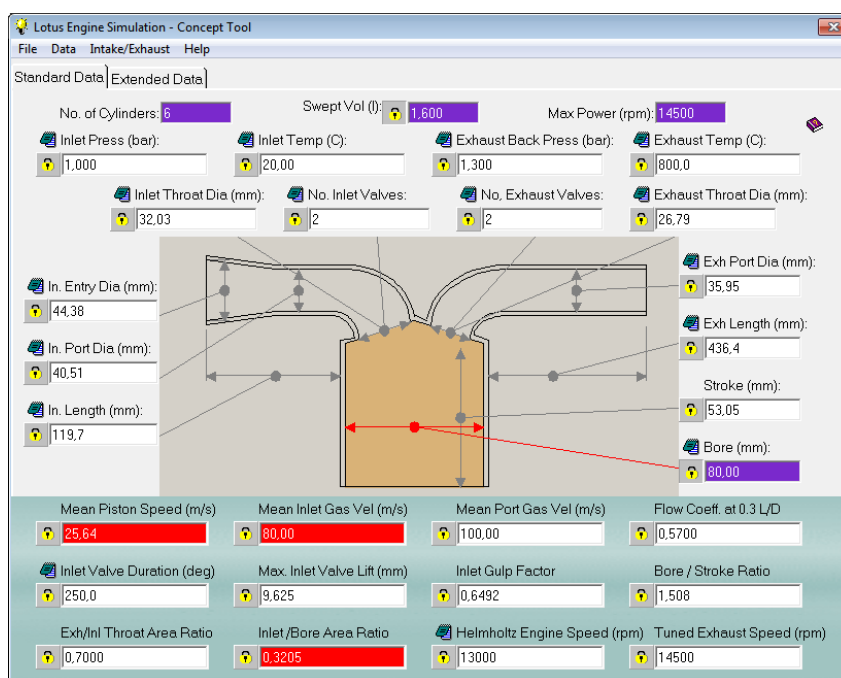 Lotus Engine Simulation - Concept Tool
File Data Intake/Exhaust Help
Standard Data Extended Data
No. of Cylinders: 6 Swept Vol (l): 1,600 Max Power (rpm): 14500
Inlet Press (bar): Inlet Temp (C): Exhaust Back Press (bar): Exhaust Temp (C):
1,000 20,00 1,300 800,0
Inlet Throat Dia (mm): No. Inlet Valves: No, Exhaust Valves: Exhaust Throat Dia (mm):
32,03 2 2 26,79
Exh Port Dia (mm):
In. Entry Dia (mm): 35,95
44,38
Exh Length (mm):
In. Port Dia (mm): 436,4
40,51
Stroke (mm):
In. Length (mm): 53,05
119,7
Bore (mm):
80,00
Mean Piston Speed (m/s) Mean Inlet Gas Vel (m/s) Mean Port Gas Vel (m/s) Flow Coeff. at 0.3 L/D
25,64 80,00 100,00 0,5700
Inlet Valve Duration (deg) Max. Inlet Valve Lift (mm) Inlet Gulp Factor Bore / Stroke Ratio
250,0 9,625 0,6492 1,508
Exh/Inl Throat Area Ratio Inlet /Bore Area Ratio Helmholtz Engine Speed (rpm) Tuned Exhaust Speed (rpm)
0,7000 0,3205 13000 14500